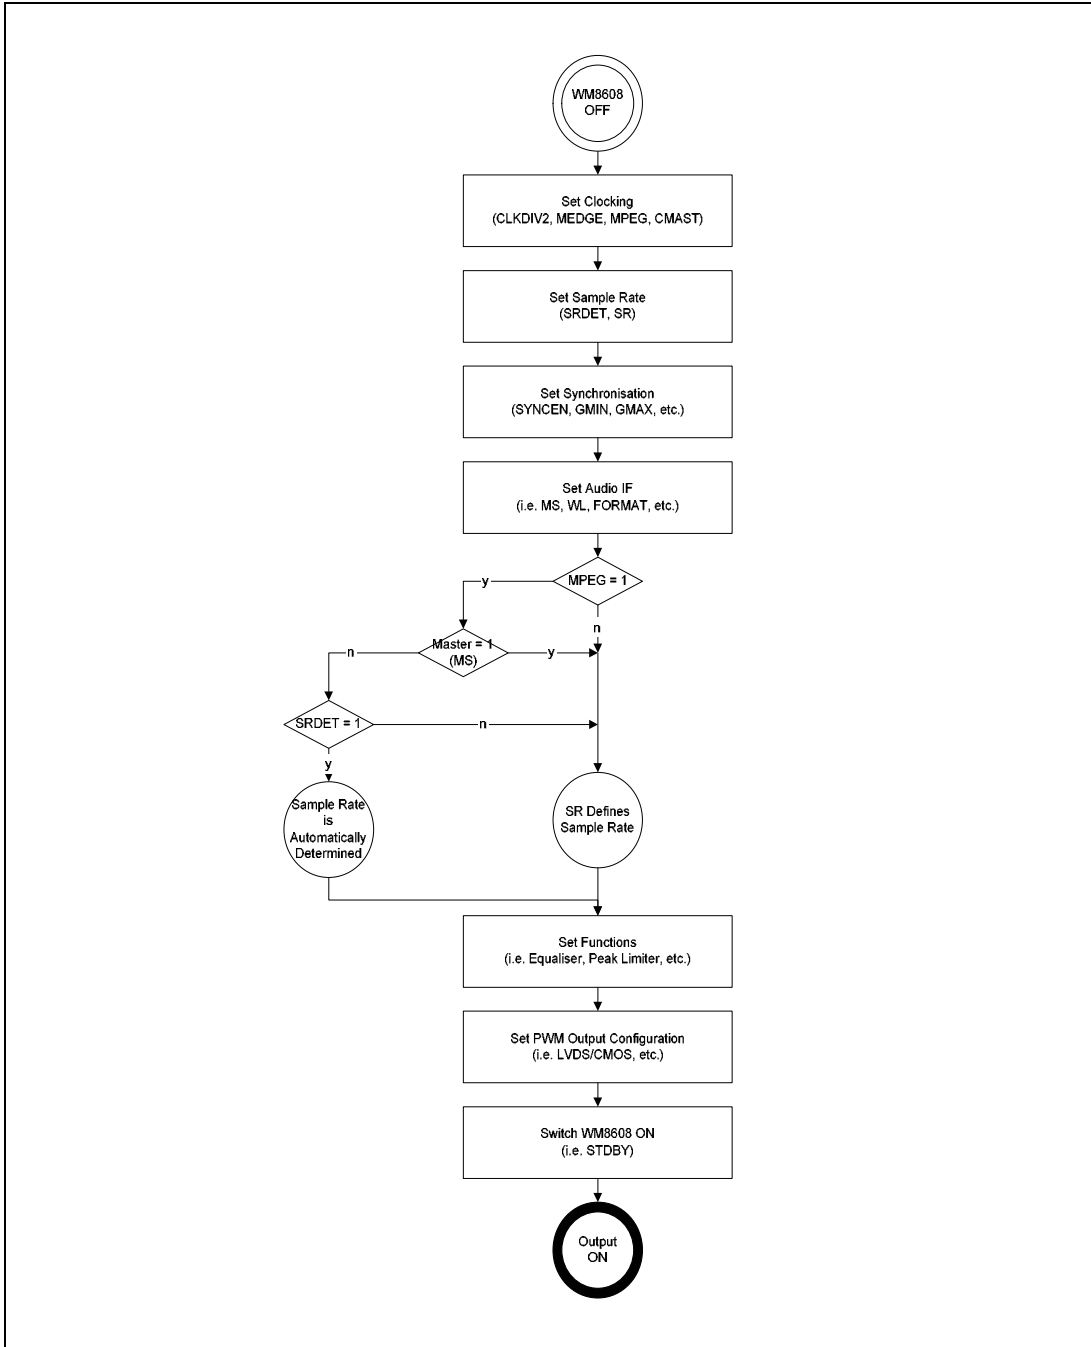 WM8608
OFF
Set Clocking
(CLKDIV2, MEDGE, MPEG, CMAST)
Set Sample Rate
(SRDET, SR)
Set Synchronisation
(SYNCEN, GMIN, GMAX, etc.)
Set Audio IF
(i.e. MS, WL, FORMAT, etc.)
MPEG = 1
y
n
Master = 1
(MS)
n
y
SRDET = 1
n
y
Sample Rate
is
Automatically
Determined
SR Defines
Sample Rate
Set Functions
(i.e. Equaliser, Peak Limiter, etc.)
Set PWM Output Configuration
(i.e. LVDS/CMOS, etc.)
Switch WM8608 ON
(i.e. STDBY)
Output
ON